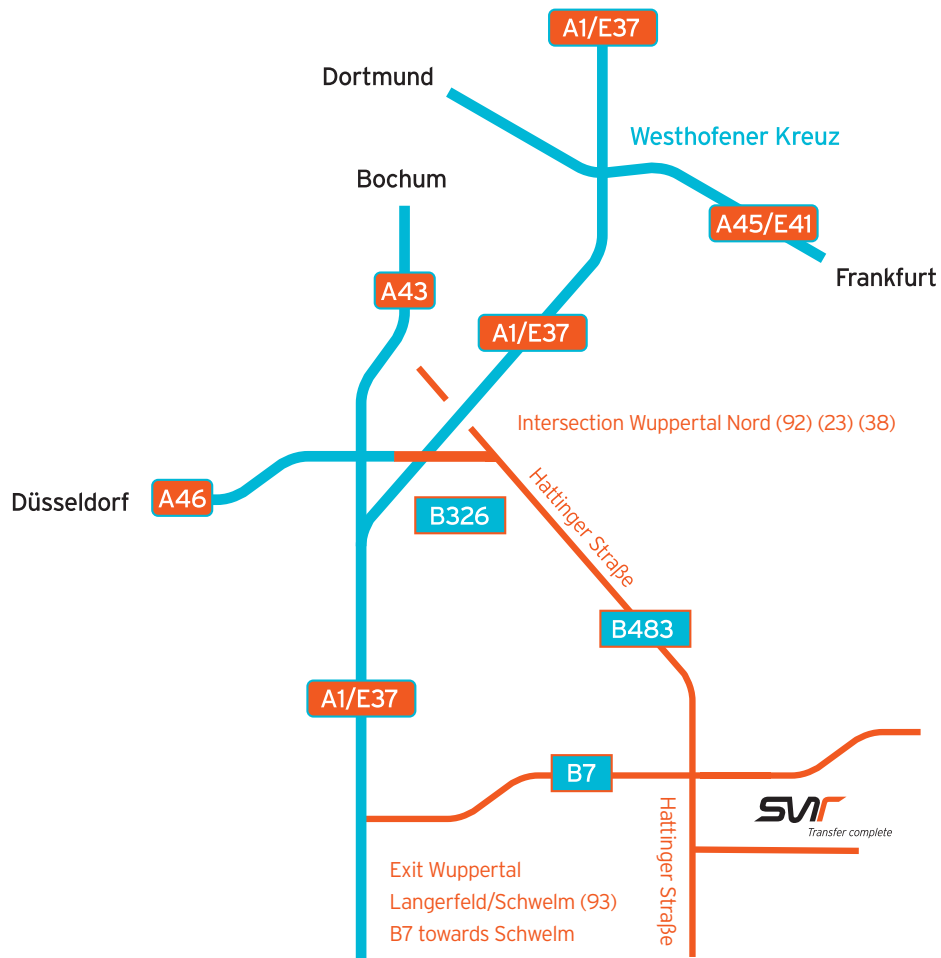 A1/E37
Dortmund
Westhofener Kreuz
Bochum
A45/E41
Frankfurt
A43
A1/E37
Intersection Wuppertal Nord (92) (23) (38)
Düsseldorf
A46
Hattinger Straße
B326
B483
A1/E37
B7
SVT
Transfer complete
Hattinger Straße
Exit Wuppertal
Langerfeld/Schwelm (93)
B7 towards Schwelm